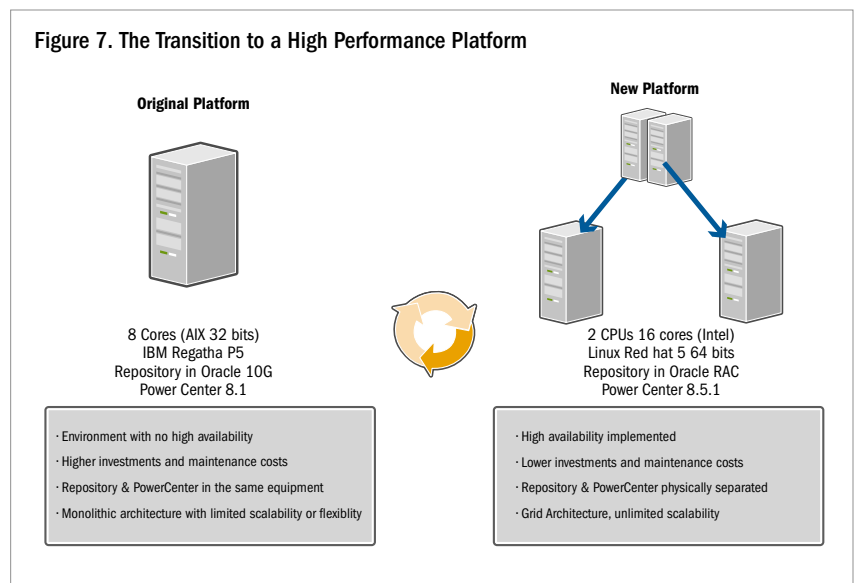 Figure 7. The Transition to a High Performance Platform
Original Platform
8 Cores (AIX 32 bits)
IBM Regatha P5
Repository in Oracle 10G
Power Center 8.1
· Environment with no high availability
· Higher investments and maintenance costs
· Repository & PowerCenter in the same equipment
· Monolithic architecture with limited scalability or flexiblity
New Platform
2 CPUs 16 cores (Intel)
Linux Red hat 5 64 bits
Repository in Oracle RAC
Power Center 8.5.1
· High availability implemented
· Lower investments and maintenance costs
· Repository & PowerCenter physically separated
· Grid Architecture, unlimited scalability